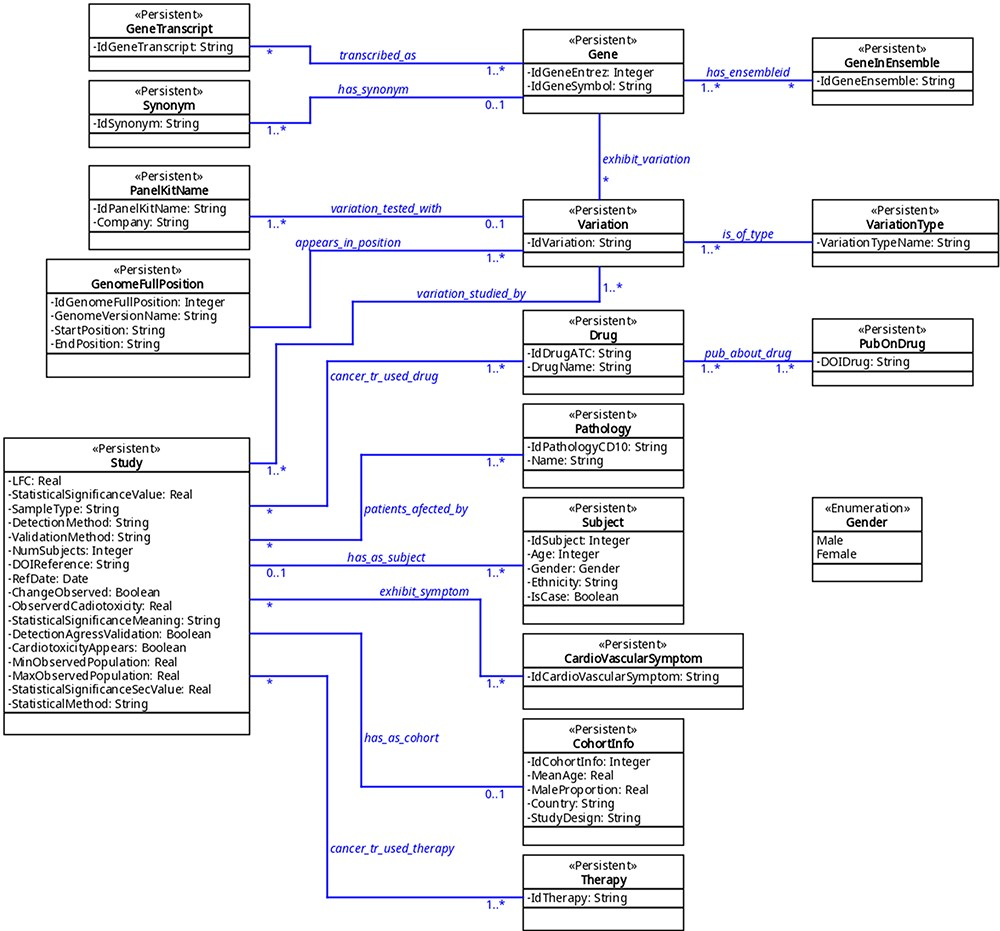 «Persistent»
GeneTranscript
-IdGeneTranscript: String
*
transcribed_as
1..*
«Persistent»
Gene
-IdGeneEntrez: Integer
-IdGeneSymbol: String
has_ensembleid
1..*
*
«Persistent»
GeneInEnsemble
-IdGeneEnsemble: String
«Persistent»
Synonym
-IdSynonym: String
1..*
has_synonym
0..1
exhibit_variation
*
«Persistent»
PanelKitName
-IdPanelKitName: String
-Company: String
1..*
variation_tested_with
0..1
«Persistent»
Variation
-IdVariation: String
is_of_type
1..*
«Persistent»
VariationType
-VariationTypeName: String
appears_in_position
1..*
«Persistent»
GenomeFullPosition
-IdGenomeFullPosition: Integer
-GenomeVersionName: String
-StartPosition: String
-EndPosition: String
variation_studied_by
1..*
1..*
«Persistent»
Drug
-IdDrugATC: String
-DrugName: String
pub_about_drug
1..*
1..*
«Persistent»
PubOnDrug
-DOIDrug: String
cancer_tr_used_drug
1..*
*
«Persistent»
Pathology
-IdPathologyCD10: String
-Name: String
1..*
patients_afected_by
*
«Persistent»
Study
-LFC: Real
-StatisticalSignificanceValue: Real
-SampleType: String
-DetectionMethod: String
-ValidationMethod: String
-NumSubjects: Integer
-DOIReference: String
-RefDate: Date
-ChangeObserved: Boolean
-ObserverdCadiotoxicity: Real
-StatisticalSignificanceMeaning: String
-DetectionAgressValidation: Boolean
-CardiotoxicityAppears: Boolean
-MinObservedPopulation: Real
-MaxObservedPopulation: Real
-StatisticalSignificanceSecValue: Real
-StatisticalMethod: String
has_as_subject
0..1
1..*
«Persistent»
Subject
-IdSubject: Integer
-Age: Integer
-Gender: Gender
-Ethnicity: String
-IsCase: Boolean
«Enumeration»
Gender
Male
Female
exhibit_symptom
*
1..*
«Persistent»
CardioVascularSymptom
-IdCardioVascularSymptom: String
has_as_cohort
0..1
«Persistent»
CohortInfo
-IdCohortInfo: Integer
-MeanAge: Real
-MaleProportion: Real
-Country: String
-StudyDesign: String
*
cancer_tr_used_therapy
1..*
«Persistent»
Therapy
-IdTherapy: String